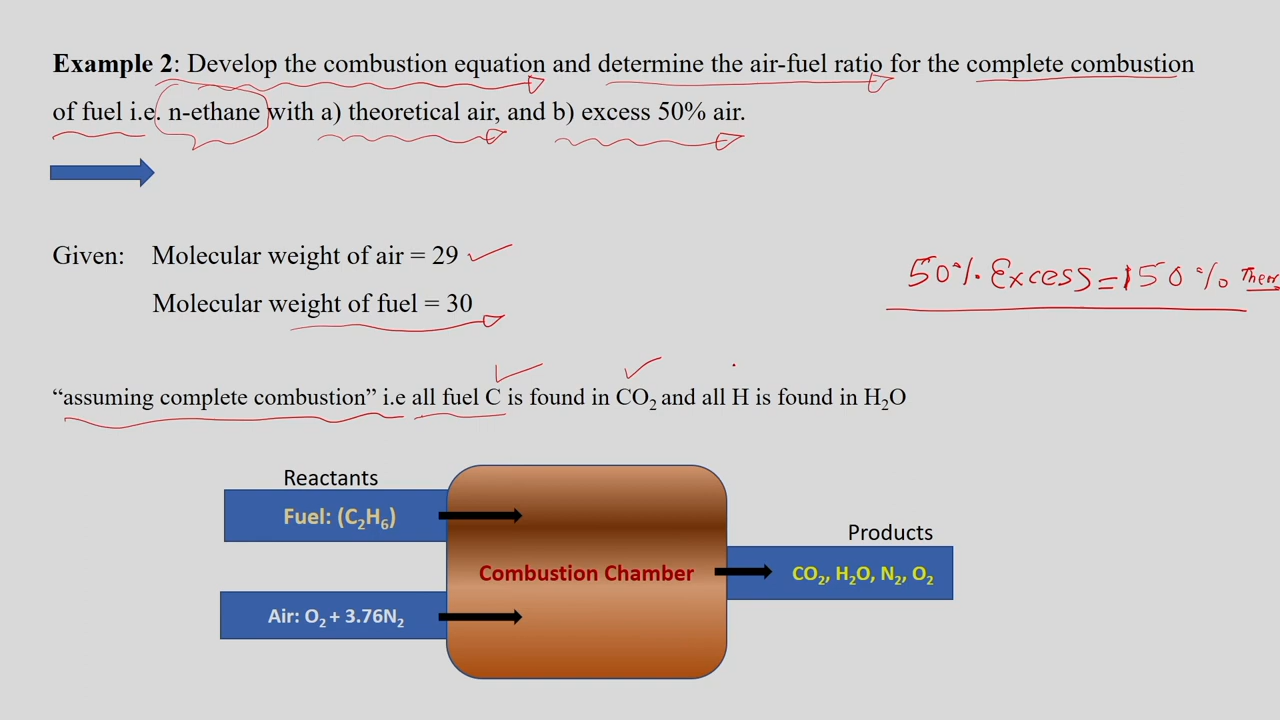 Example 2: Develop the combustion equation and determine the air-fuel ratio for the complete combustion
of fuel i.e. n-ethane with a) theoretical air, and b) excess 50% air.
Given: Molecular weight of air = 29
Molecular weight of fuel = 30
50% Excess = 150%
“assuming complete combustion” i.e all fuel C is found in CO₂ and all H is found in H₂O
Reactants
Fuel: (C₂H₆)
Products
Combustion Chamber
CO₂, H₂O, N₂, O₂
Air: O₂ + 3.76N₂